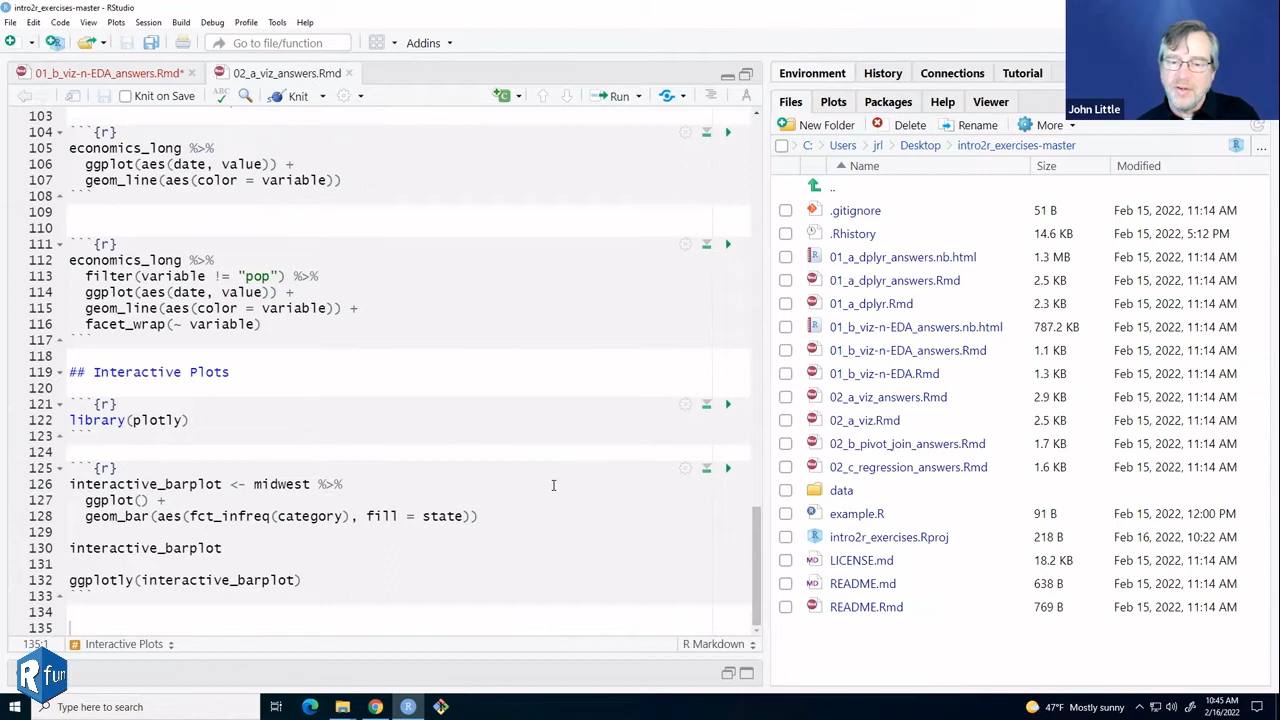 intro2r_exercises-master - RStudio
File Edit Code View Plots Session Build Debug Profile Tools Help
Go to file/function Addins
01_b_viz-n-EDA_answers.Rmd* 02_a_viz_answers.Rmd
Knit on Save Knit Run
103
104 ```{r}
105 economics_long %>%
106 ggplot(aes(date, value)) +
107 geom_line(aes(color = variable))
108 ```
109
110
111 ```{r}
112 economics_long %>%
113 filter(variable != "pop") %>%
114 ggplot(aes(date, value)) +
115 geom_line(aes(color = variable)) +
116 facet_wrap(~ variable)
117 ```
118
119 ## Interactive Plots
120
121 ```{r}
122 library(plotly)
123 ```
124
125 ```{r}
126 interactive_barplot <- midwest %>%
127 ggplot() +
128 geom_bar(aes(fct_infreq(category), fill = state))
129
130 interactive_barplot
131
132 ggplotly(interactive_barplot)
133 ```
134
135
135:1 Interactive Plots R Markdown
Environment History Connections Tutorial
Files Plots Packages Help Viewer
New Folder Delete Rename More
C: Users jrl Desktop intro2r_exercises-master ...
Name Size Modified
..
.gitignore 51 B Feb 15, 2022, 11:14 AM
.Rhistory 14.6 KB Feb 15, 2022, 5:12 PM
01_a_dplyr_answers.nb.html 1.3 MB Feb 15, 2022, 11:14 AM
01_a_dplyr_answers.Rmd 2.5 KB Feb 15, 2022, 11:14 AM
01_a_dplyr.Rmd 2.3 KB Feb 15, 2022, 11:14 AM
01_b_viz-n-EDA_answers.nb.html 787.2 KB Feb 15, 2022, 11:14 AM
01_b_viz-n-EDA_answers.Rmd 1.1 KB Feb 15, 2022, 11:14 AM
01_b_viz-n-EDA.Rmd 1.3 KB Feb 15, 2022, 11:14 AM
02_a_viz_answers.Rmd 2.9 KB Feb 15, 2022, 11:14 AM
02_a_viz.Rmd 2.5 KB Feb 15, 2022, 11:14 AM
02_b_pivot_join_answers.Rmd 1.7 KB Feb 15, 2022, 11:14 AM
02_c_regression_answers.Rmd 1.6 KB Feb 15, 2022, 11:14 AM
data
example.R 91 B Feb 15, 2022, 12:00 PM
intro2r_exercises.Rproj 218 B Feb 16, 2022, 10:22 AM
LICENSE.md 18.2 KB Feb 15, 2022, 11:14 AM
README.md 638 B Feb 15, 2022, 11:14 AM
README.Rmd 769 B Feb 15, 2022, 11:14 AM
John Little
R fun
Type here to search
47°F Mostly sunny
10:45 AM
2/16/2022